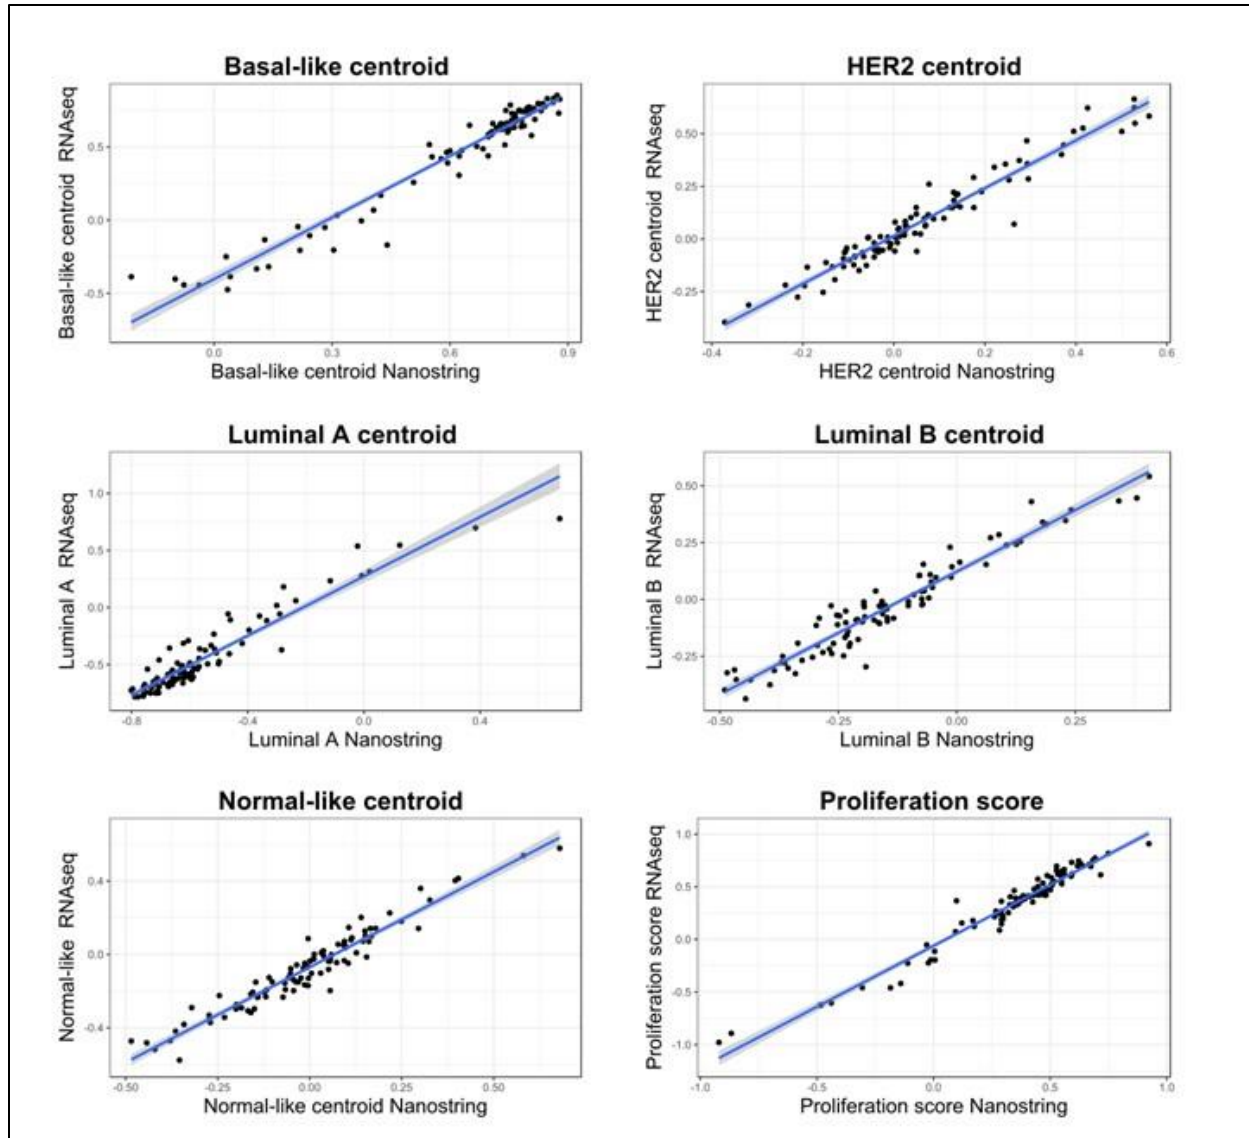 Basal-like centroid
HER2 centroid
Basal-like centroid RNAseq
0.5
0.0
-0.5
0.0
0.3
0.6
0.9
Basal-like centroid Nanostring
HER2 centroid RNAseq
0.50
0.25
0.00
-0.25
-0.4
-0.2
0.0
0.2
0.4
0.6
HER2 centroid Nanostring
Luminal A centroid
Luminal B centroid
Luminal A RNAseq
1.0
0.5
0.0
-0.5
-0.8
-0.4
0.0
0.4
Luminal A Nanostring
Luminal B RNAseq
0.50
0.25
0.00
-0.25
-0.50
-0.25
0.00
0.25
Luminal B Nanostring
Normal-like centroid
Proliferation score
Normal-like RNAseq
0.4
0.0
-0.4
-0.50
-0.25
0.00
0.25
0.50
Normal-like centroid Nanostring
Proliferation score RNAseq
1.0
0.5
0.0
-0.5
-1.0
-1.0
-0.5
0.0
0.5
1.0
Proliferation score Nanostring